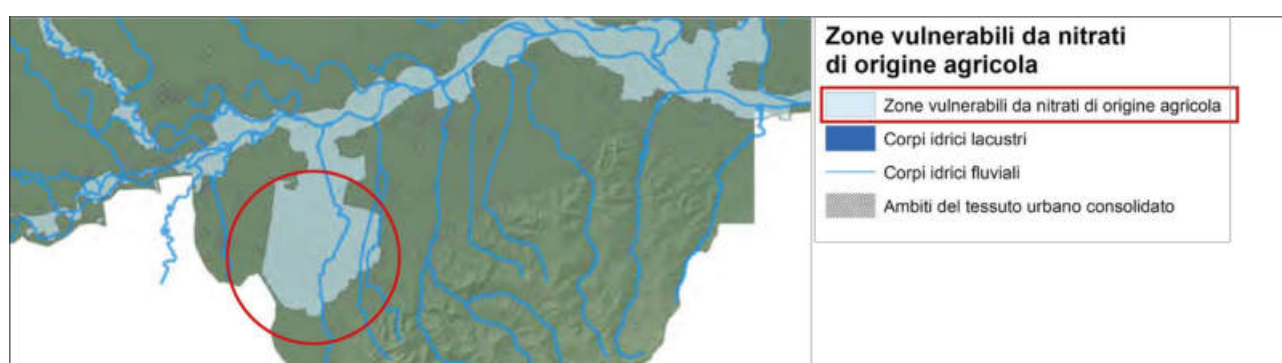 Zone vulnerabili da nitrati
di origine agricola
Zone vulnerabili da nitrati di origine agricola
Corpi idrici lacustri
Corpi idrici fluviali
Ambiti del tessuto urbano consolidato